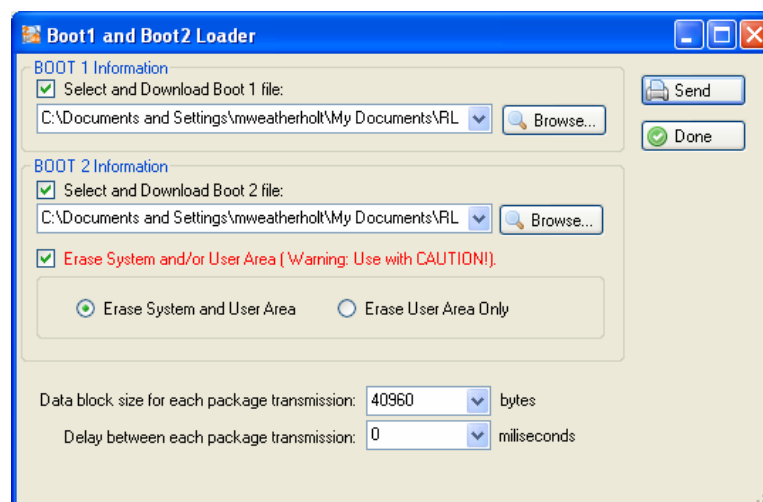 Boot1 and Boot2 Loader
BOOT 1 Information
Select and Download Boot 1 file:
C:\Documents and Settings\mweatherholt\My Documents\RL
Browse...
Send
Done
BOOT 2 Information
Select and Download Boot 2 file:
C:\Documents and Settings\mweatherholt\My Documents\RL
Browse...
Erase System and/or User Area ( Warning: Use with CAUTION!).
Erase System and User Area
Erase User Area Only
Data block size for each package transmission: 40960 bytes
Delay between each package transmission: 0 miliseconds